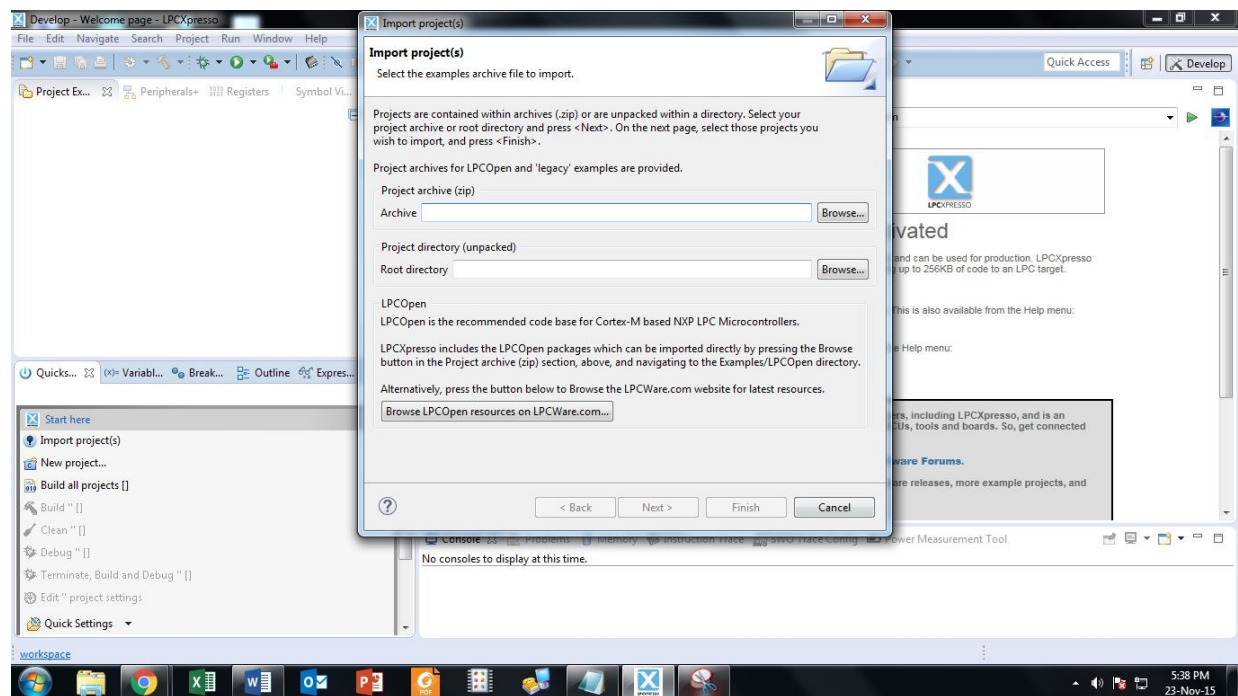 Develop - Welcome page - LPCXpresso
File Edit Navigate Search Project Run Window Help
Quick Access
Develop
Project Ex...
Peripherals+
Registers
Symbol Vi...
Import project(s)
Import project(s)
Select the examples archive file to import.
Projects are contained within archives (.zip) or are unpacked within a directory. Select your
project archive or root directory and press <Next>. On the next page, select those projects you
wish to import, and press <Finish>.
Project archives for LPCOpen and 'legacy' examples are provided.
Project archive (zip)
Archive
Browse...
Project directory (unpacked)
Root directory
Browse...
LPCOpen
LPCOpen is the recommended code base for Cortex-M based NXP LPC Microcontrollers.
LPCXpresso includes the LPCOpen packages which can be imported directly by pressing the Browse
button in the Project archive (zip) section, above, and navigating to the Examples/LPCOpen directory.
Alternatively, press the button below to Browse the LPCWare.com website for latest resources.
Browse LPCOpen resources on LPCWare.com...
< Back
Next >
Finish
Cancel
LPCXPRESSO
ivated
and can be used for production. LPCXpresso
up to 256KB of code to an LPC target.
This is also available from the Help menu:
e Help menu:
ers, including LPCXpresso, and is an
CUs, tools and boards. So, get connected
ware Forums.
are releases, more example projects, and
Quicks...
(x)= Variabl...
Break...
Outline
Expres...
Start here
Import project(s)
New project...
Build all projects []
Build '' []
Clean '' []
Debug '' []
Terminate, Build and Debug '' []
Edit '' project settings
Quick Settings
Console
Problems
Memory
Instruction Trace
SWO Trace Config
Power Measurement Tool
No consoles to display at this time.
workspace
5:38 PM
23-Nov-15